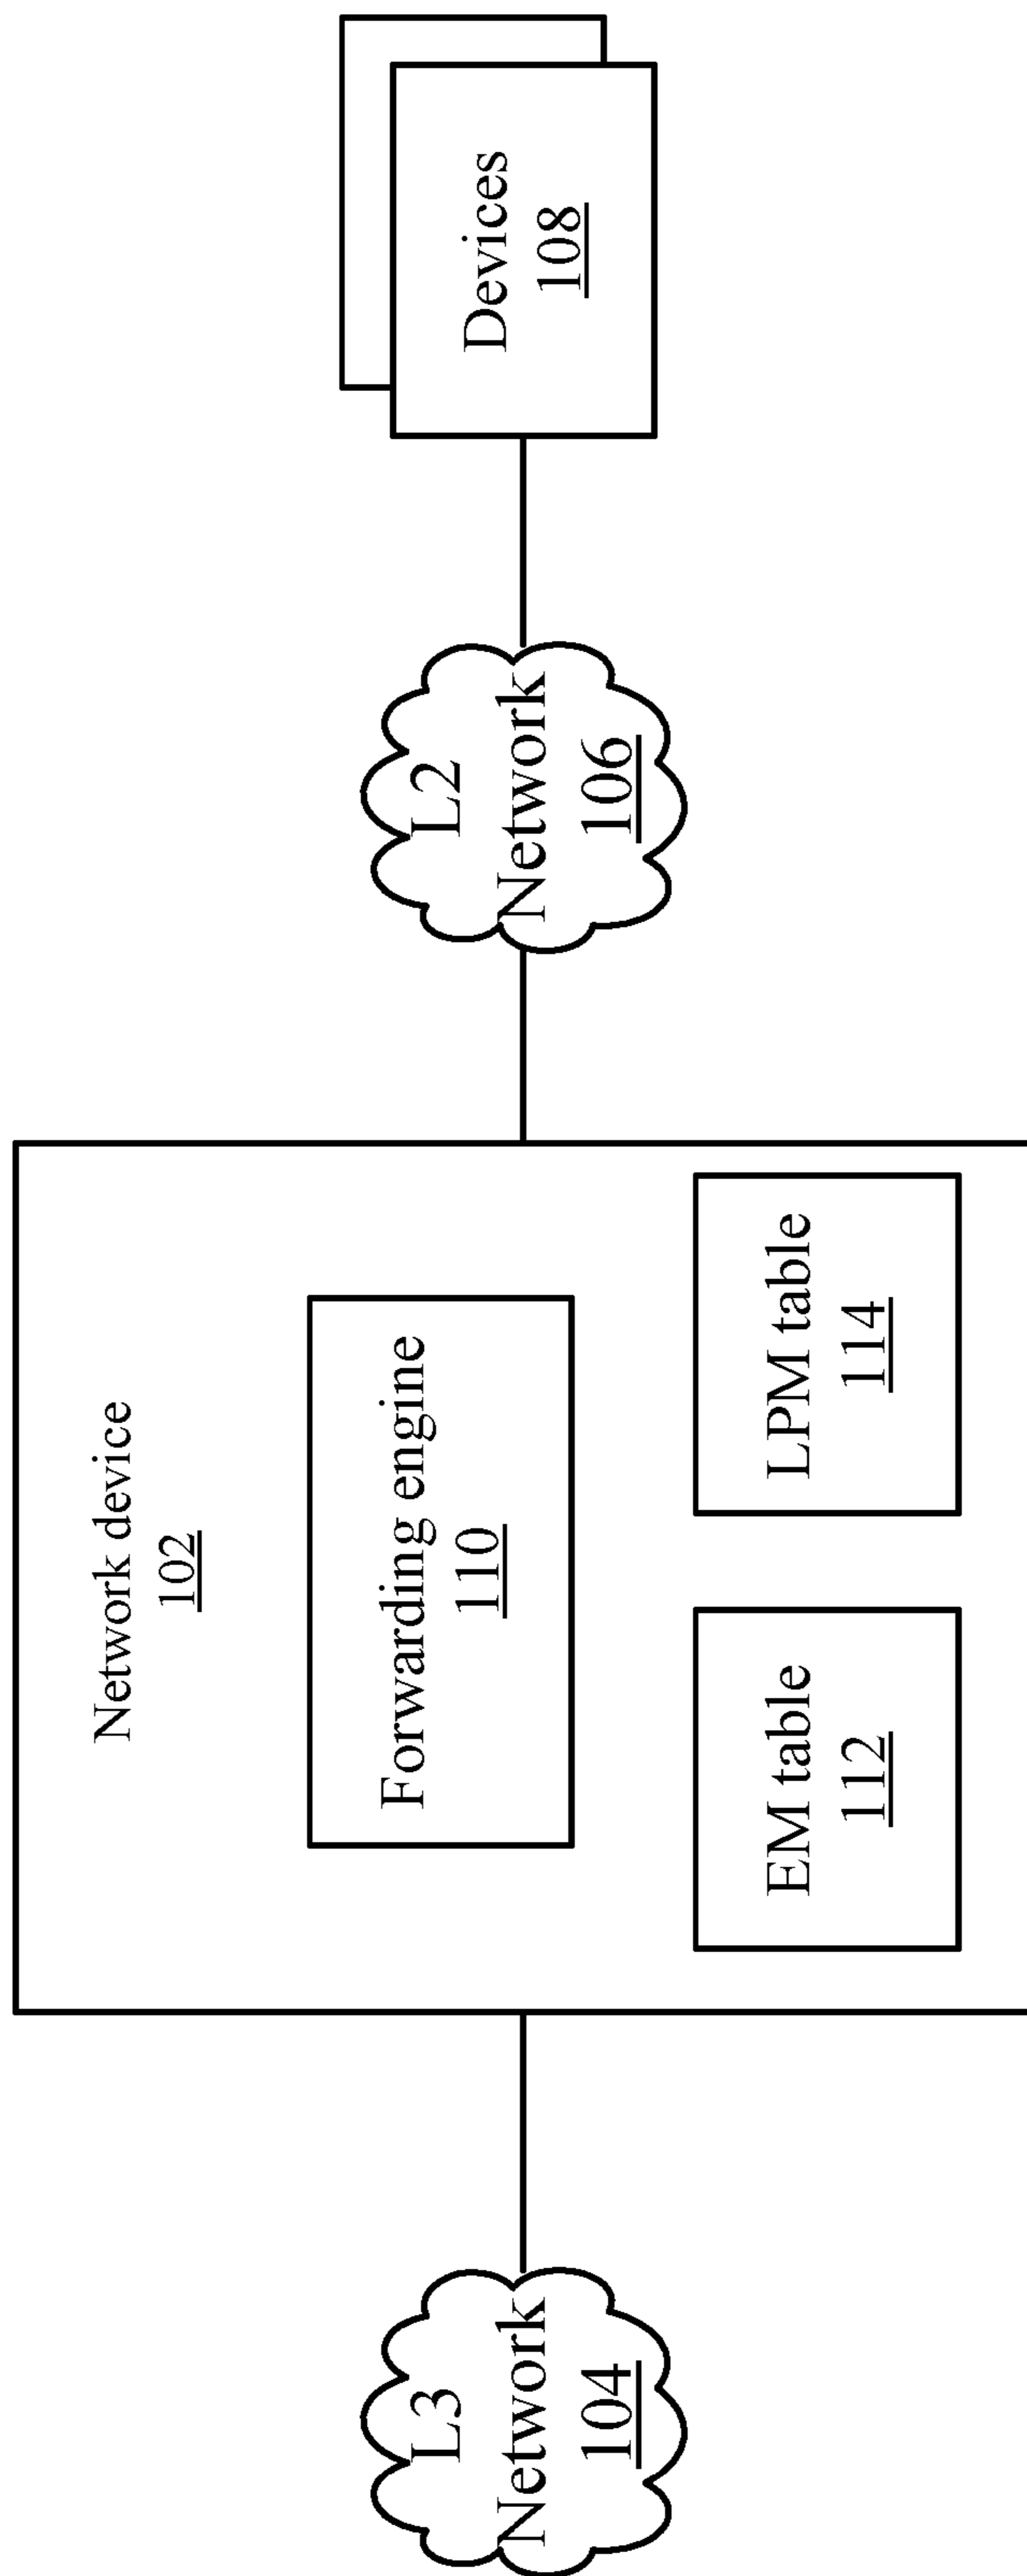 L3
Network
104
Network device
102
Forwarding engine
110
EM table
112
LPM table
114
L2
Network
106
Devices
108